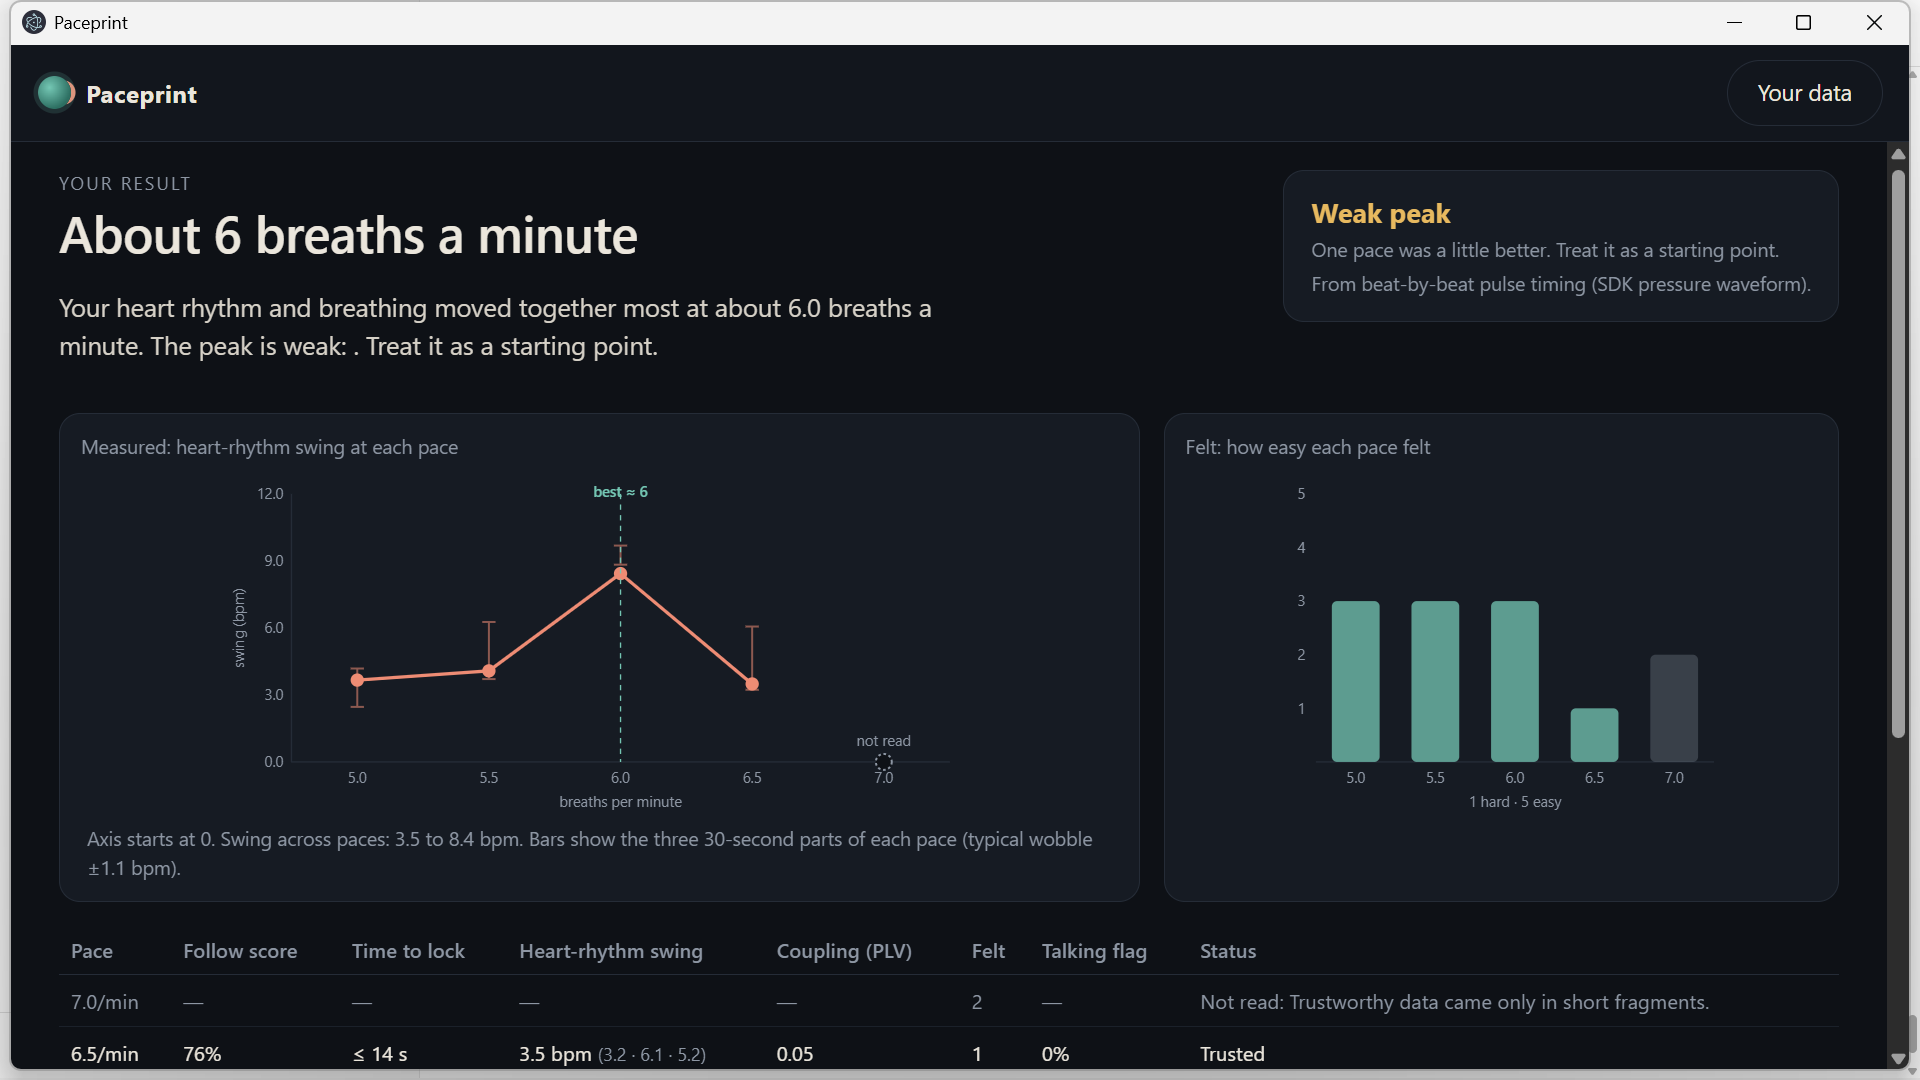 Paceprint
Paceprint
Your data
YOUR RESULT
About 6 breaths a minute
Your heart rhythm and breathing moved together most at about 6.0 breaths a
minute. The peak is weak: . Treat it as a starting point.
Weak peak
One pace was a little better. Treat it as a starting point.
From beat-by-beat pulse timing (SDK pressure waveform).
Measured: heart-rhythm swing at each pace
best ≈ 6
12.0
9.0
6.0
3.0
0.0
swing (bpm)
not read
5.0 5.5 6.0 6.5 7.0
breaths per minute
Axis starts at 0. Swing across paces: 3.5 to 8.4 bpm. Bars show the three 30-second parts of each pace (typical wobble
±1.1 bpm).
Felt: how easy each pace felt
5
4
3
2
1
5.0 5.5 6.0 6.5 7.0
1 hard · 5 easy
Pace Follow score Time to lock Heart-rhythm swing Coupling (PLV) Felt Talking flag Status
7.0/min — — — — 2 — Not read: Trustworthy data came only in short fragments.
6.5/min 76% ≤ 14 s 3.5 bpm (3.2 · 6.1 · 5.2) 0.05 1 0% Trusted